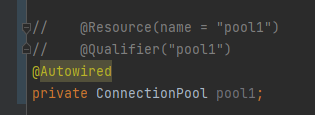 //    @Resource(name = "pool1")
//    @Qualifier("pool1")
@Autowired
private ConnectionPool pool1;